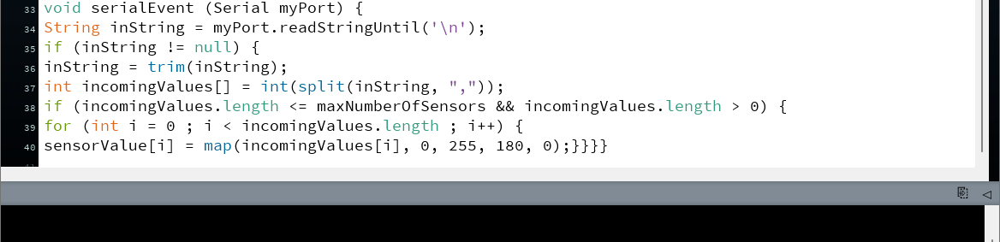 33 void serialEvent (Serial myPort) {
34 String inString = myPort.readStringUntil('\n');
35 if (inString != null) {
36 inString = trim(inString);
37 int incomingValues[] = int(split(inString, ","));
38 if (incomingValues.length <= maxNumberOfSensors && incomingValues.length > 0) {
39 for (int i = 0 ; i < incomingValues.length ; i++) {
40 sensorValue[i] = map(incomingValues[i], 0, 255, 180, 0);}}}}